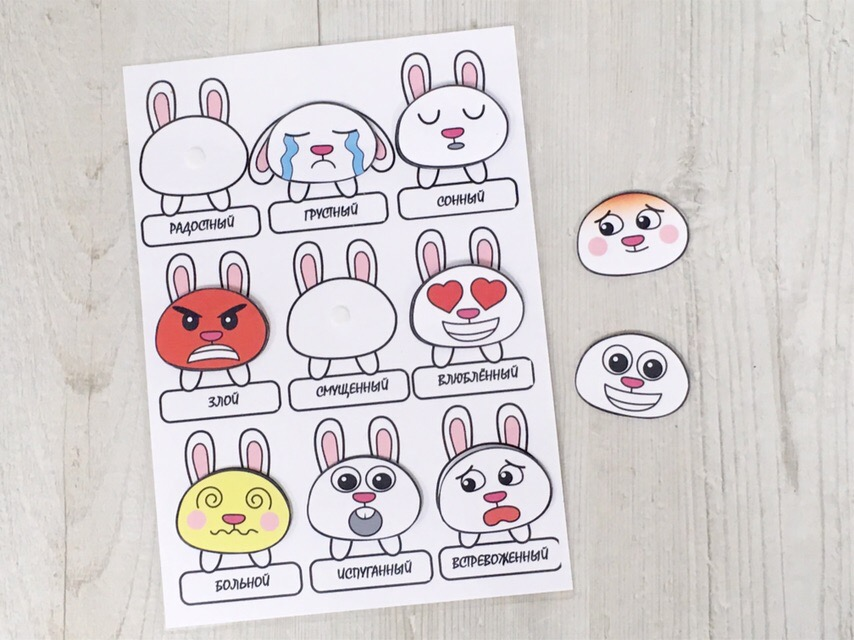 РАДОСТНЫЙ
ГРУСТНЫЙ
СОННЫЙ
ЗЛОЙ
СМУЩЕННЫЙ
ВЛЮБЛЁННЫЙ
БОЛЬНОЙ
ИСПУГАННЫЙ
ВСТРЕВОЖЕННЫЙ